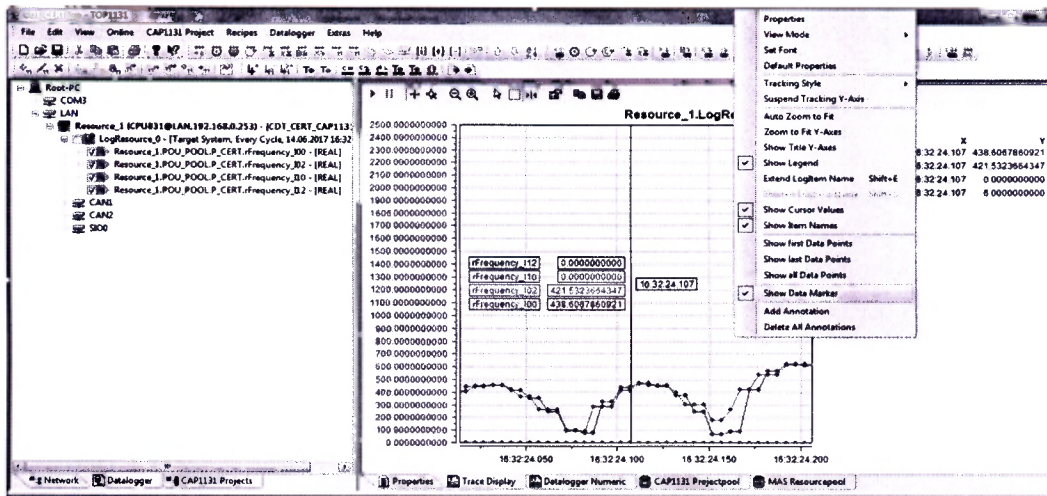 CDT_CERT - TOP1131
File Edit View Online CAP1131 Project Recipes Datalogger Extras Help
Root-PC
COM3
LAN
Resource_1 (CPU831@LAN,192.168.0.253) - (CDT_CERT_CAP113
LogResource_0 - [Target System, Every Cycle, 14.06.2017 16:32
Resource_1.POU_POOL.P_CERT.rFrequency_I00 - [REAL]
Resource_1.POU_POOL.P_CERT.rFrequency_I02 - [REAL]
Resource_1.POU_POOL.P_CERT.rFrequency_I10 - [REAL]
Resource_1.POU_POOL.P_CERT.rFrequency_I12 - [REAL]
CAN1
CAN2
SIO0
Network Datalogger CAP1131 Projects
Resource_1.LogRe
2500.0000000000
2300.0000000000
2200.0000000000
2100.0000000000
2000.0000000000
1900.0000000000
1800.0000000000
1700.0000000000
1600.0000000000
1500.0000000000
1400.0000000000
1300.0000000000
1200.0000000000
1100.0000000000
1000.0000000000
900.0000000000
800.0000000000
700.0000000000
600.0000000000
500.0000000000
400.0000000000
300.0000000000
200.0000000000
100.0000000000
0.0000000000
rFrequency_I12 0.0000000000
rFrequency_I10 0.0000000000
rFrequency_I02 421.5323664347
rFrequency_I00 438.6067860921
16:32:24.107
16:32:24.050 16:32:24.100 16:32:24.150 16:32:24.200
Properties
View Mode
Set Font
Default Properties
Tracking Style
Suspend Tracking Y-Axis
Auto Zoom to Fit
Zoom to Fit Y-Axes
Show Title Y-Axes
Show Legend
Extend LogItem Name Shift+E
Show Cursor Values
Show Item Names
Show first Data Points
Show last Data Points
Show all Data Points
Show Data Marker
Add Annotation
Delete All Annotations
X Y
6:32:24.107 438.6067860921
6:32:24.107 421.5323664347
6:32:24.107 0.0000000000
6:32:24.107 0.0000000000
Properties Trace Display Datalogger Numeric CAP1131 Projectpool MAS Resourcepool